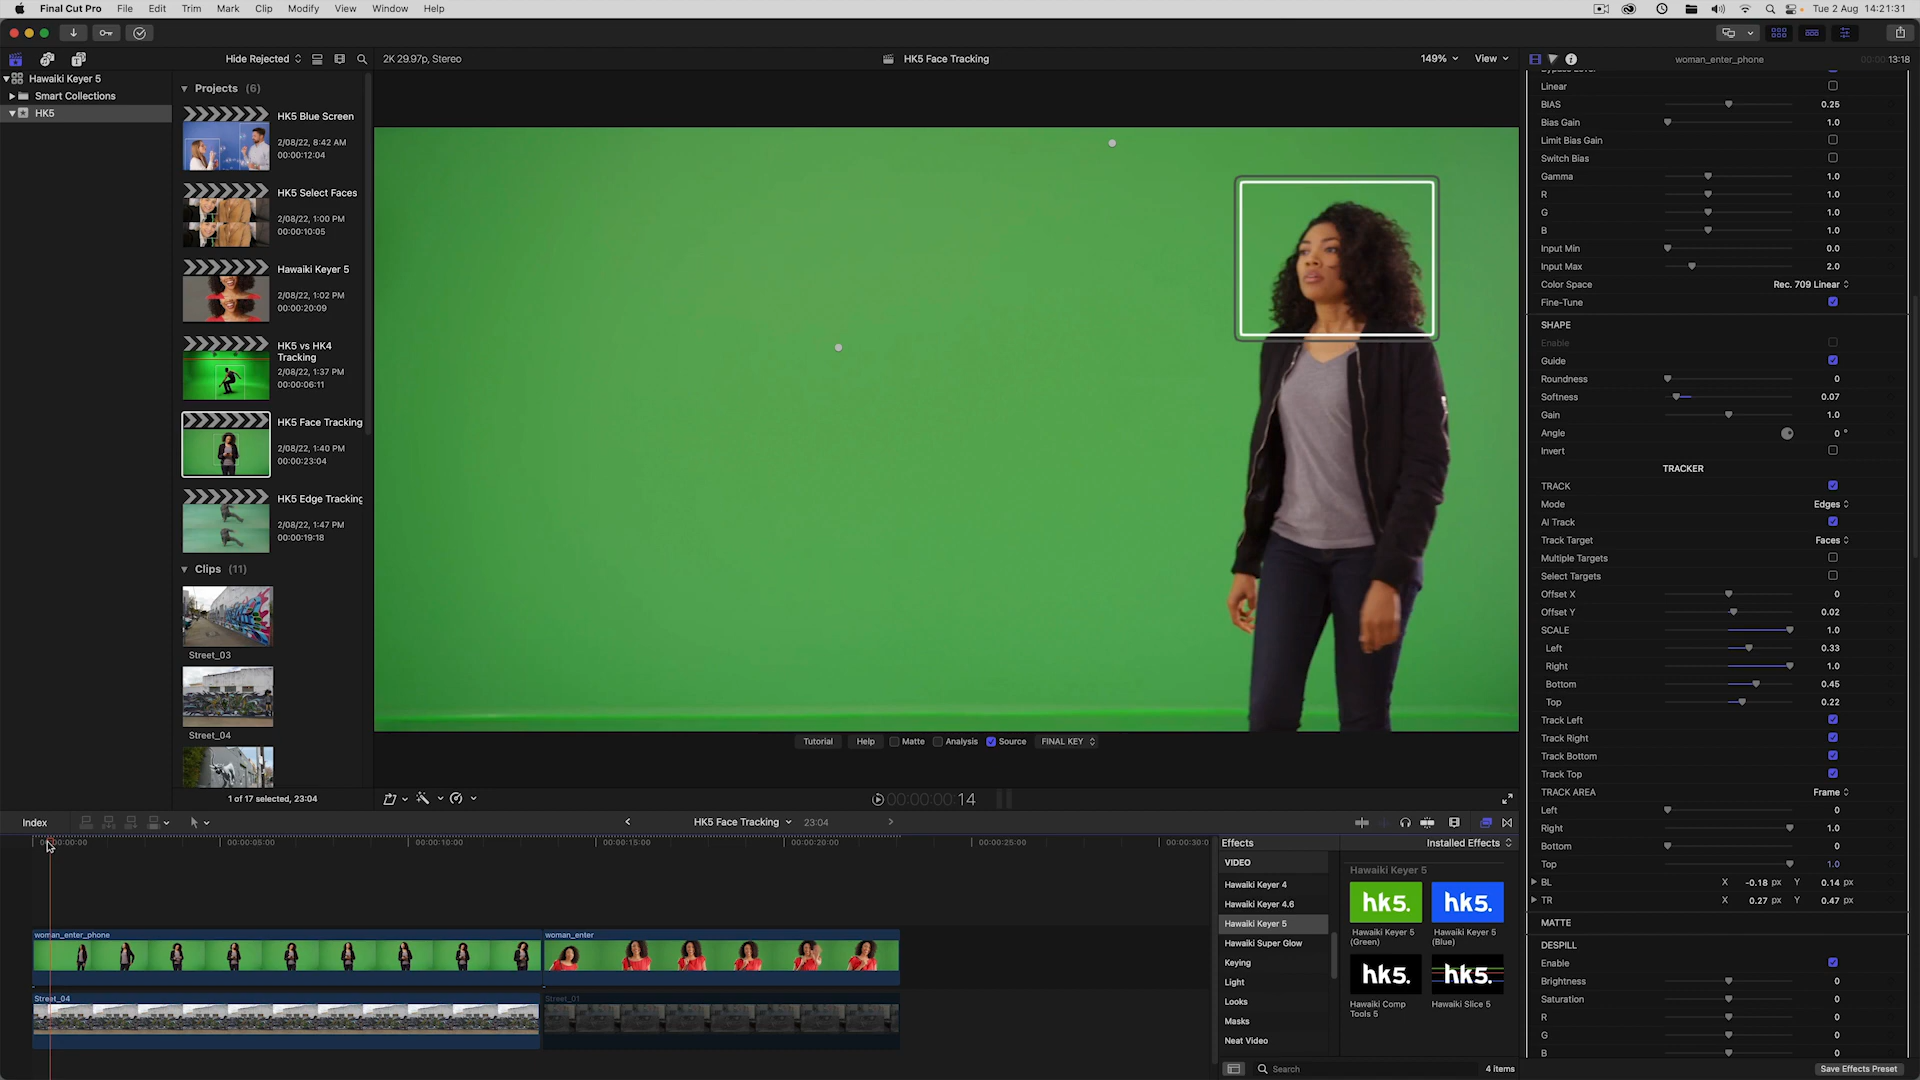 Final Cut Pro File Edit Trim Mark Clip Modify View Window Help
Tue 2 Aug 14:21:31
Hide Rejected
2K 29.97p, Stereo
HK5 Face Tracking
149%
View
woman_enter_phone
13:18
Hawaiki Keyer 5
Smart Collections
HK5
Projects (6)
HK5 Blue Screen
2/08/22, 8:42 AM
00:00:12:04
HK5 Select Faces
2/08/22, 1:00 PM
00:00:10:05
Hawaiki Keyer 5
2/08/22, 1:02 PM
00:00:20:09
HK5 vs HK4
Tracking
2/08/22, 1:37 PM
00:00:06:11
HK5 Face Tracking
2/08/22, 1:40 PM
00:00:23:04
HK5 Edge Tracking
2/08/22, 1:47 PM
00:00:19:18
Clips (11)
Street_03
Street_04
1 of 17 selected, 23:04
Tutorial
Help
Matte
Analysis
Source
FINAL KEY
00:00:00:14
Linear
BIAS 0.25
Bias Gain 1.0
Limit Bias Gain
Switch Bias
Gamma 1.0
R 1.0
G 1.0
B 1.0
Input Min 0.0
Input Max 2.0
Color Space Rec. 709 Linear
Fine-Tune
SHAPE
Enable
Guide
Roundness 0
Softness 0.07
Gain 1.0
Angle 0 °
Invert
TRACKER
TRACK
Mode Edges
AI Track
Track Target Faces
Multiple Targets
Select Targets
Offset X 0
Offset Y 0.02
SCALE 1.0
Left 0.33
Right 1.0
Bottom 0.45
Top 0.22
Track Left
Track Right
Track Bottom
Track Top
TRACK AREA Frame
Left 0
Right 1.0
Bottom 0
Top 1.0
BL X -0.18 px Y 0.14 px
TR X 0.27 px Y 0.47 px
MATTE
DESPILL
Enable
Brightness 0
Saturation 0
R 0
G 0
B 0
Save Effects Preset
Index
HK5 Face Tracking
23:04
00:00:00:00
00:00:05:00
00:00:10:00
00:00:15:00
00:00:20:00
00:00:25:00
00:00:30:0
woman_enter_phone
woman_enter
Street_04
Street_01
Effects
Installed Effects
VIDEO
Hawaiki Keyer 4
Hawaiki Keyer 4.6
Hawaiki Keyer 5
Hawaiki Super Glow
Keying
Light
Looks
Masks
Neat Video
Hawaiki Keyer 5
hk5.
hk5.
Hawaiki Keyer 5
(Green)
Hawaiki Keyer 5
(Blue)
hk5.
hk5.
Hawaiki Comp
Tools 5
Hawaiki Slice 5
Search
4 items